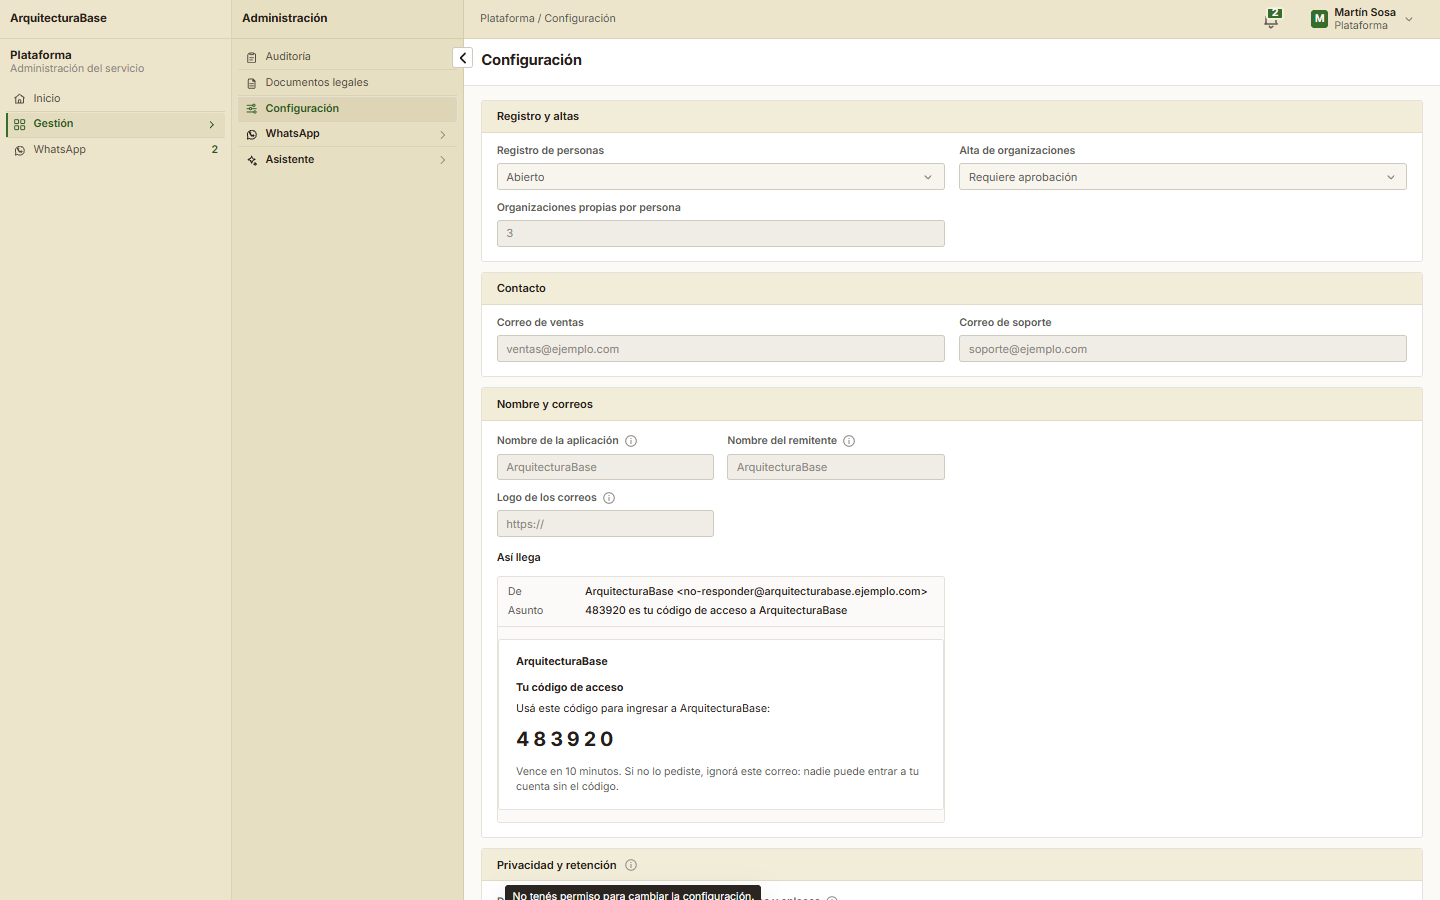 ArquitecturaBase
Plataforma
Administración del servicio
Inicio
Gestión
WhatsApp 2
Administración
Auditoría
Documentos legales
Configuración
WhatsApp
Asistente
Plataforma / Configuración
2
M
Martín Sosa
Plataforma
Configuración
Registro y altas
Registro de personas
Abierto
Alta de organizaciones
Requiere aprobación
Organizaciones propias por persona
3
Contacto
Correo de ventas
ventas@ejemplo.com
Correo de soporte
soporte@ejemplo.com
Nombre y correos
Nombre de la aplicación
ArquitecturaBase
Nombre del remitente
ArquitecturaBase
Logo de los correos
https://
Así llega
De ArquitecturaBase <no-responder@arquitecturabase.ejemplo.com>
Asunto 483920 es tu código de acceso a ArquitecturaBase
ArquitecturaBase
Tu código de acceso
Usá este código para ingresar a ArquitecturaBase:
483920
Vence en 10 minutos. Si no lo pediste, ignorá este correo: nadie puede entrar a tu
cuenta sin el código.
Privacidad y retención
No tenés permiso para cambiar la configuración.